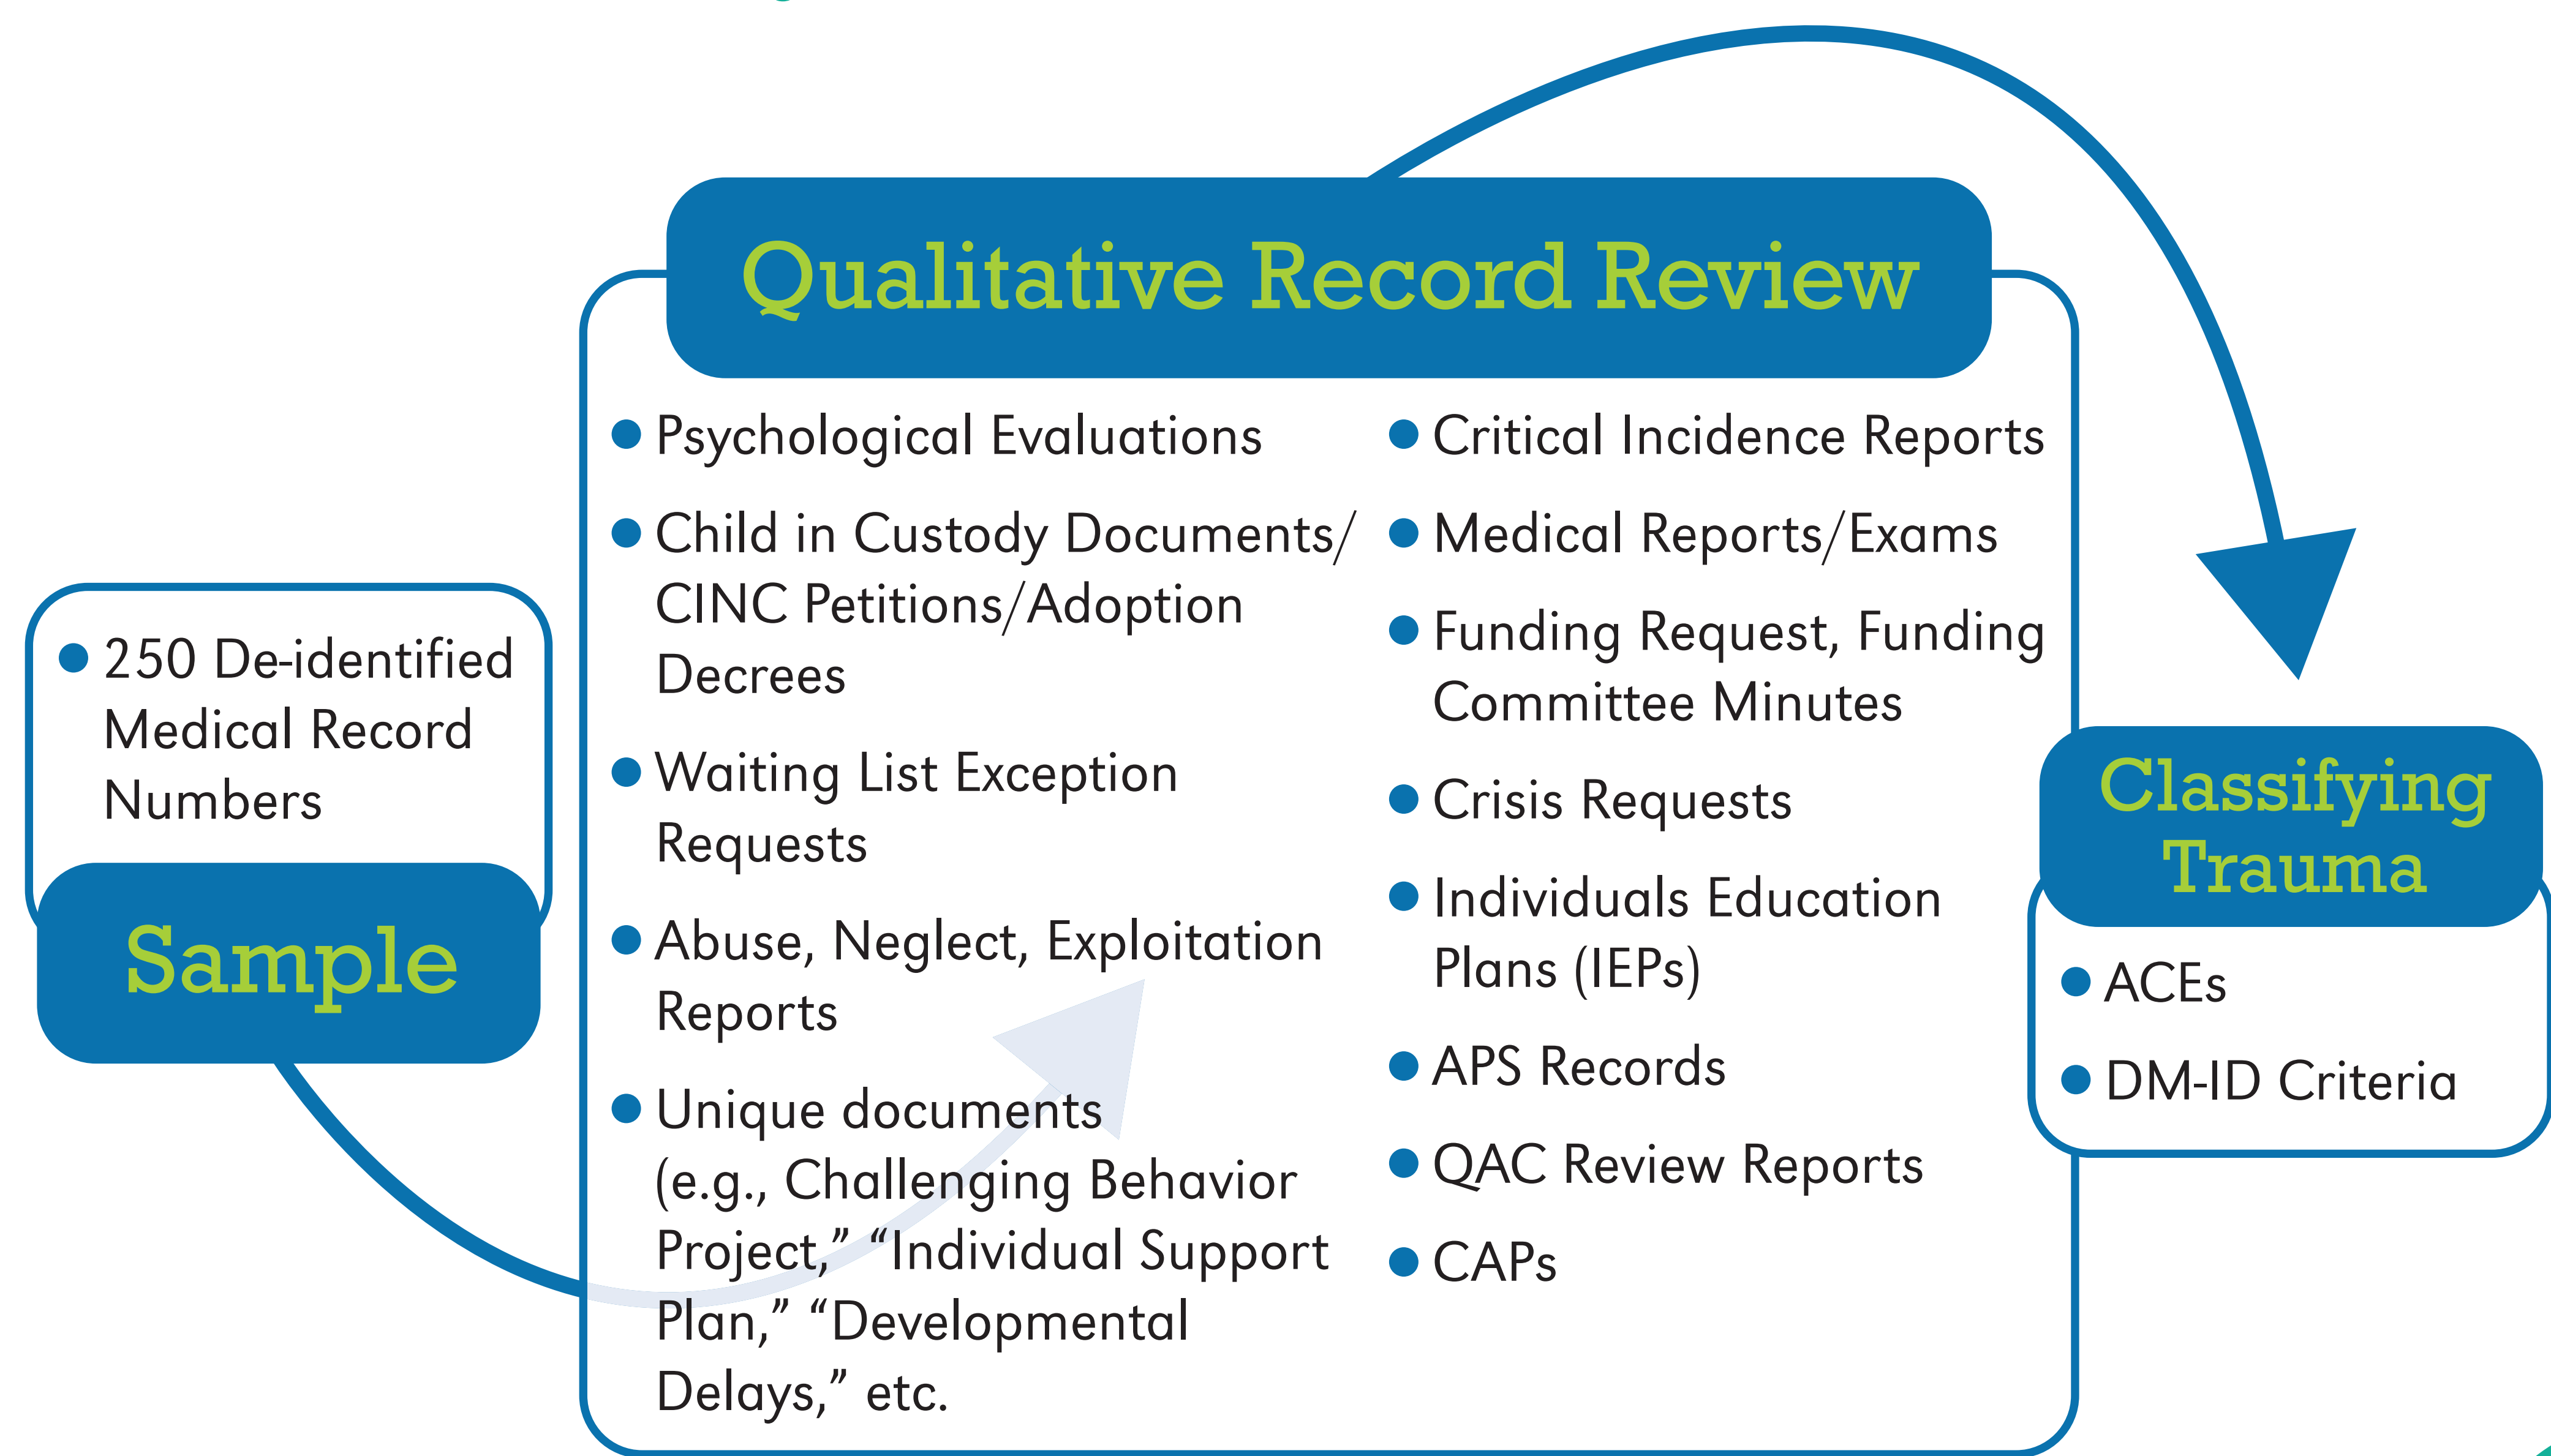 250 De-identified
Medical Record
Numbers
Sample
Qualitative Record Review
Psychological Evaluations
Child in Custody Documents/
CINC Petitions/Adoption
Decrees
Waiting List Exception
Requests
Abuse, Neglect, Exploitation
Reports
Unique documents
(e.g., Challenging Behavior
Project,” “Individual Support
Plan,” “Developmental
Delays,” etc.
Critical Incidence Reports
Medical Reports/Exams
Funding Request, Funding
Committee Minutes
Crisis Requests
Individuals Education
Plans (IEPs)
APS Records
QAC Review Reports
CAPs
Classifying
Trauma
ACEs
DM-ID Criteria